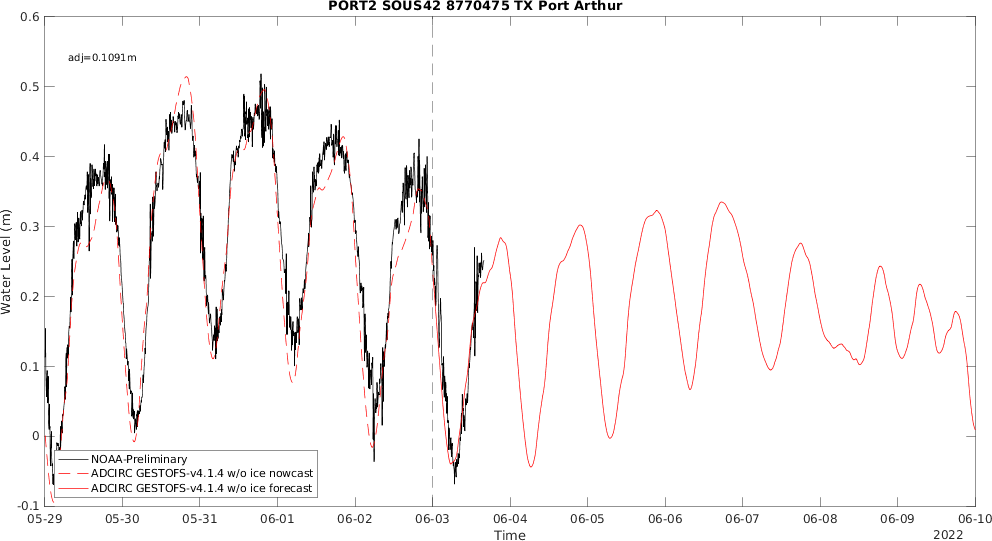 PORT2 SOUS42 8770475 TX Port Arthur
adj=0.1091m
0.6
0.5
0.4
0.3
0.2
0.1
0
-0.1
Water Level (m)
NOAA-Preliminary
ADCIRC GESTOFS-v4.1.4 w/o ice nowcast
ADCIRC GESTOFS-v4.1.4 w/o ice forecast
05-29 05-30 05-31 06-01 06-02 06-03 06-04 06-05 06-06 06-07 06-08 06-09 06-10
Time
2022